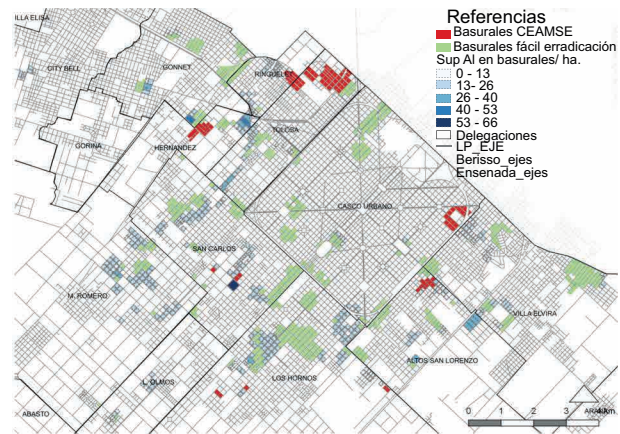 Referencias
Basurales CEAMSE
Basurales fácil erradicación
Sup Al en basurales/ ha.
0 - 13
13- 26
26 - 40
40 - 53
53 - 66
Delegaciones
LP_EJE
Berisso_ejes
Ensenada_ejes
ILLA ELISA
CITY BELL
GONNET
RINGUELET
TOLOSA
GORINA
HERNANDEZ
CASCO URBANO
SAN CARLOS
M. ROMERO
VILLA ELVIRA
ALTOS SAN LORENZO
L. OLMOS
LOS HORNOS
ABASTO
0 1 2 3